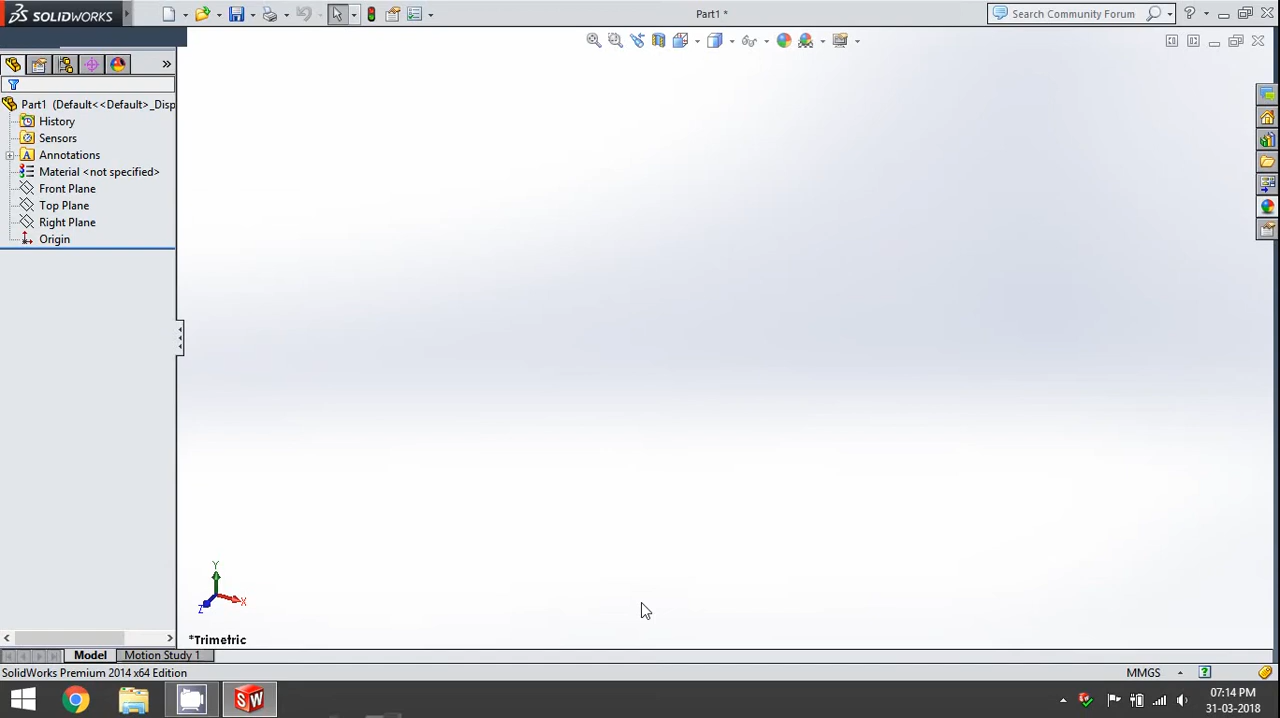 SOLIDWORKS
Part1 *
Search Community Forum
Part1 (Default<<Default>_Disp
History
Sensors
Annotations
Material <not specified>
Front Plane
Top Plane
Right Plane
Origin
Y
X
Z
*Trimetric
Model
Motion Study 1
SolidWorks Premium 2014 x64 Edition
MMGS
07:14 PM
31-03-2018